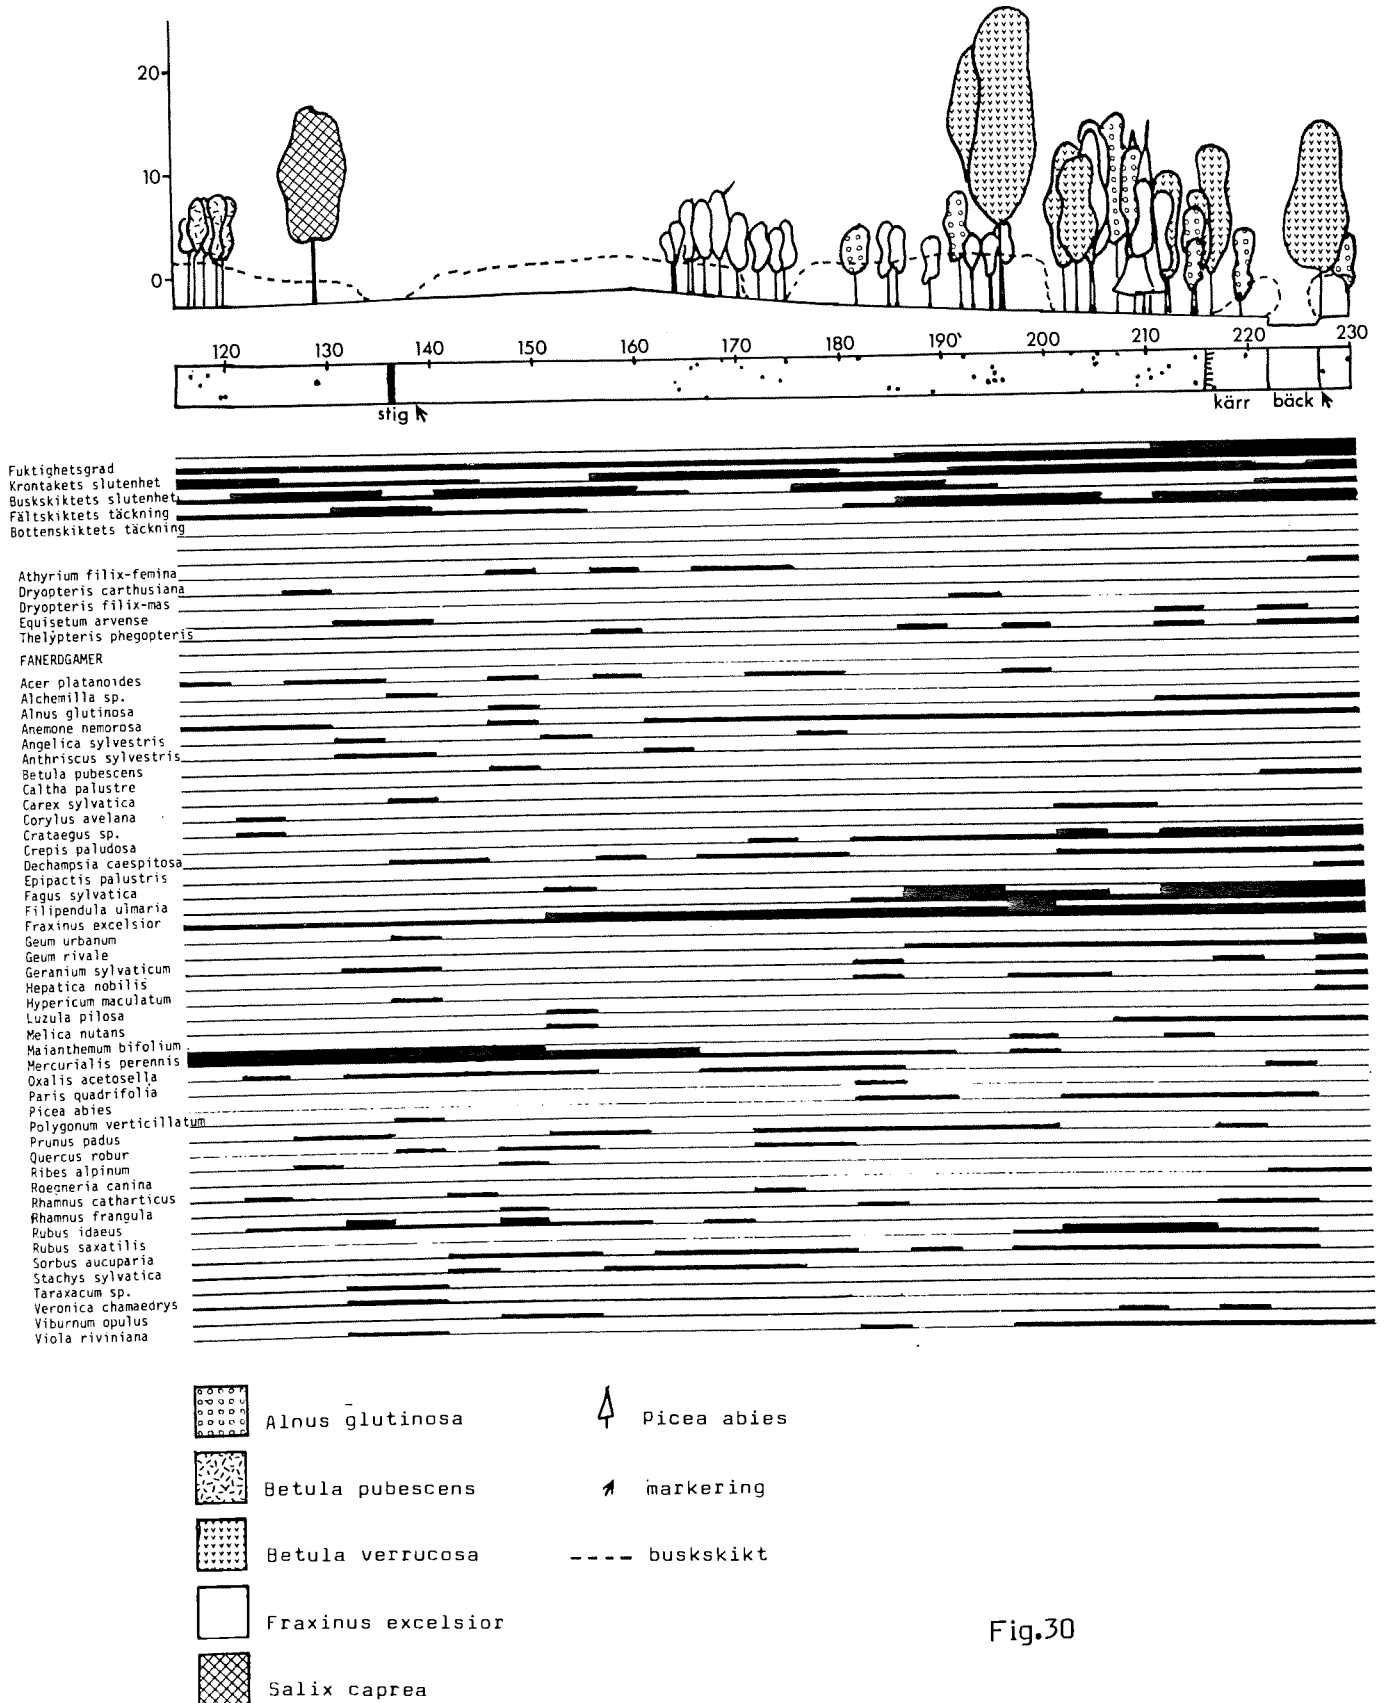 20
10
0
120 130 140 150 160 170 180 190 200 210 220 230
stig kärr bäck
Fuktighetsgrad
Krontakets slutenhet
Buskskiktets slutenhet
Fältskiktets täckning
Bottenskiktets täckning
Athyrium filix-femina
Dryopteris carthusiana
Dryopteris filix-mas
Equisetum arvense
Thelypteris phegopteris
FANEROGAMER
Acer platanoides
Alchemilla sp.
Alnus glutinosa
Anemone nemorosa
Angelica sylvestris
Anthriscus sylvestris
Betula pubescens
Caltha palustre
Carex sylvatica
Corylus avelana
Crataegus sp.
Crepis paludosa
Dechampsia caespitosa
Epipactis palustris
Fagus sylvatica
Filipendula ulmaria
Fraxinus excelsior
Geum urbanum
Geum rivale
Geranium sylvaticum
Hepatica nobilis
Hypericum maculatum
Luzula pilosa
Melica nutans
Maianthemum bifolium
Mercurialis perennis
Oxalis acetosella
Paris quadrifolia
Picea abies
Polygonum verticillatum
Prunus padus
Quercus robur
Ribes alpinum
Roegneria canina
Rhamnus catharticus
Rhamnus frangula
Rubus idaeus
Rubus saxatilis
Sorbus aucuparia
Stachys sylvatica
Taraxacum sp.
Veronica chamaedrys
Viburnum opulus
Viola riviniana
Alnus glutinosa
Picea abies
Betula pubescens
markering
Betula verrucosa
buskskikt
Fraxinus excelsior
Salix caprea
Fig.30